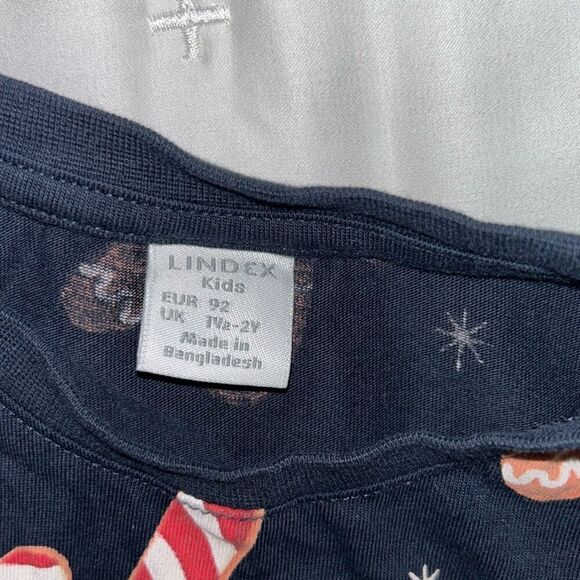 LINDEX
Kids
EUR 92
UK 1½-2Y
Made in
Bangladesh